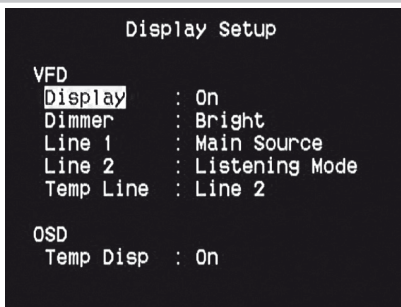 Display Setup
VFD
Display : On
Dimmer : Bright
Line 1 : Main Source
Line 2 : Listening Mode
Temp Line : Line 2
OSD
Temp Disp : On